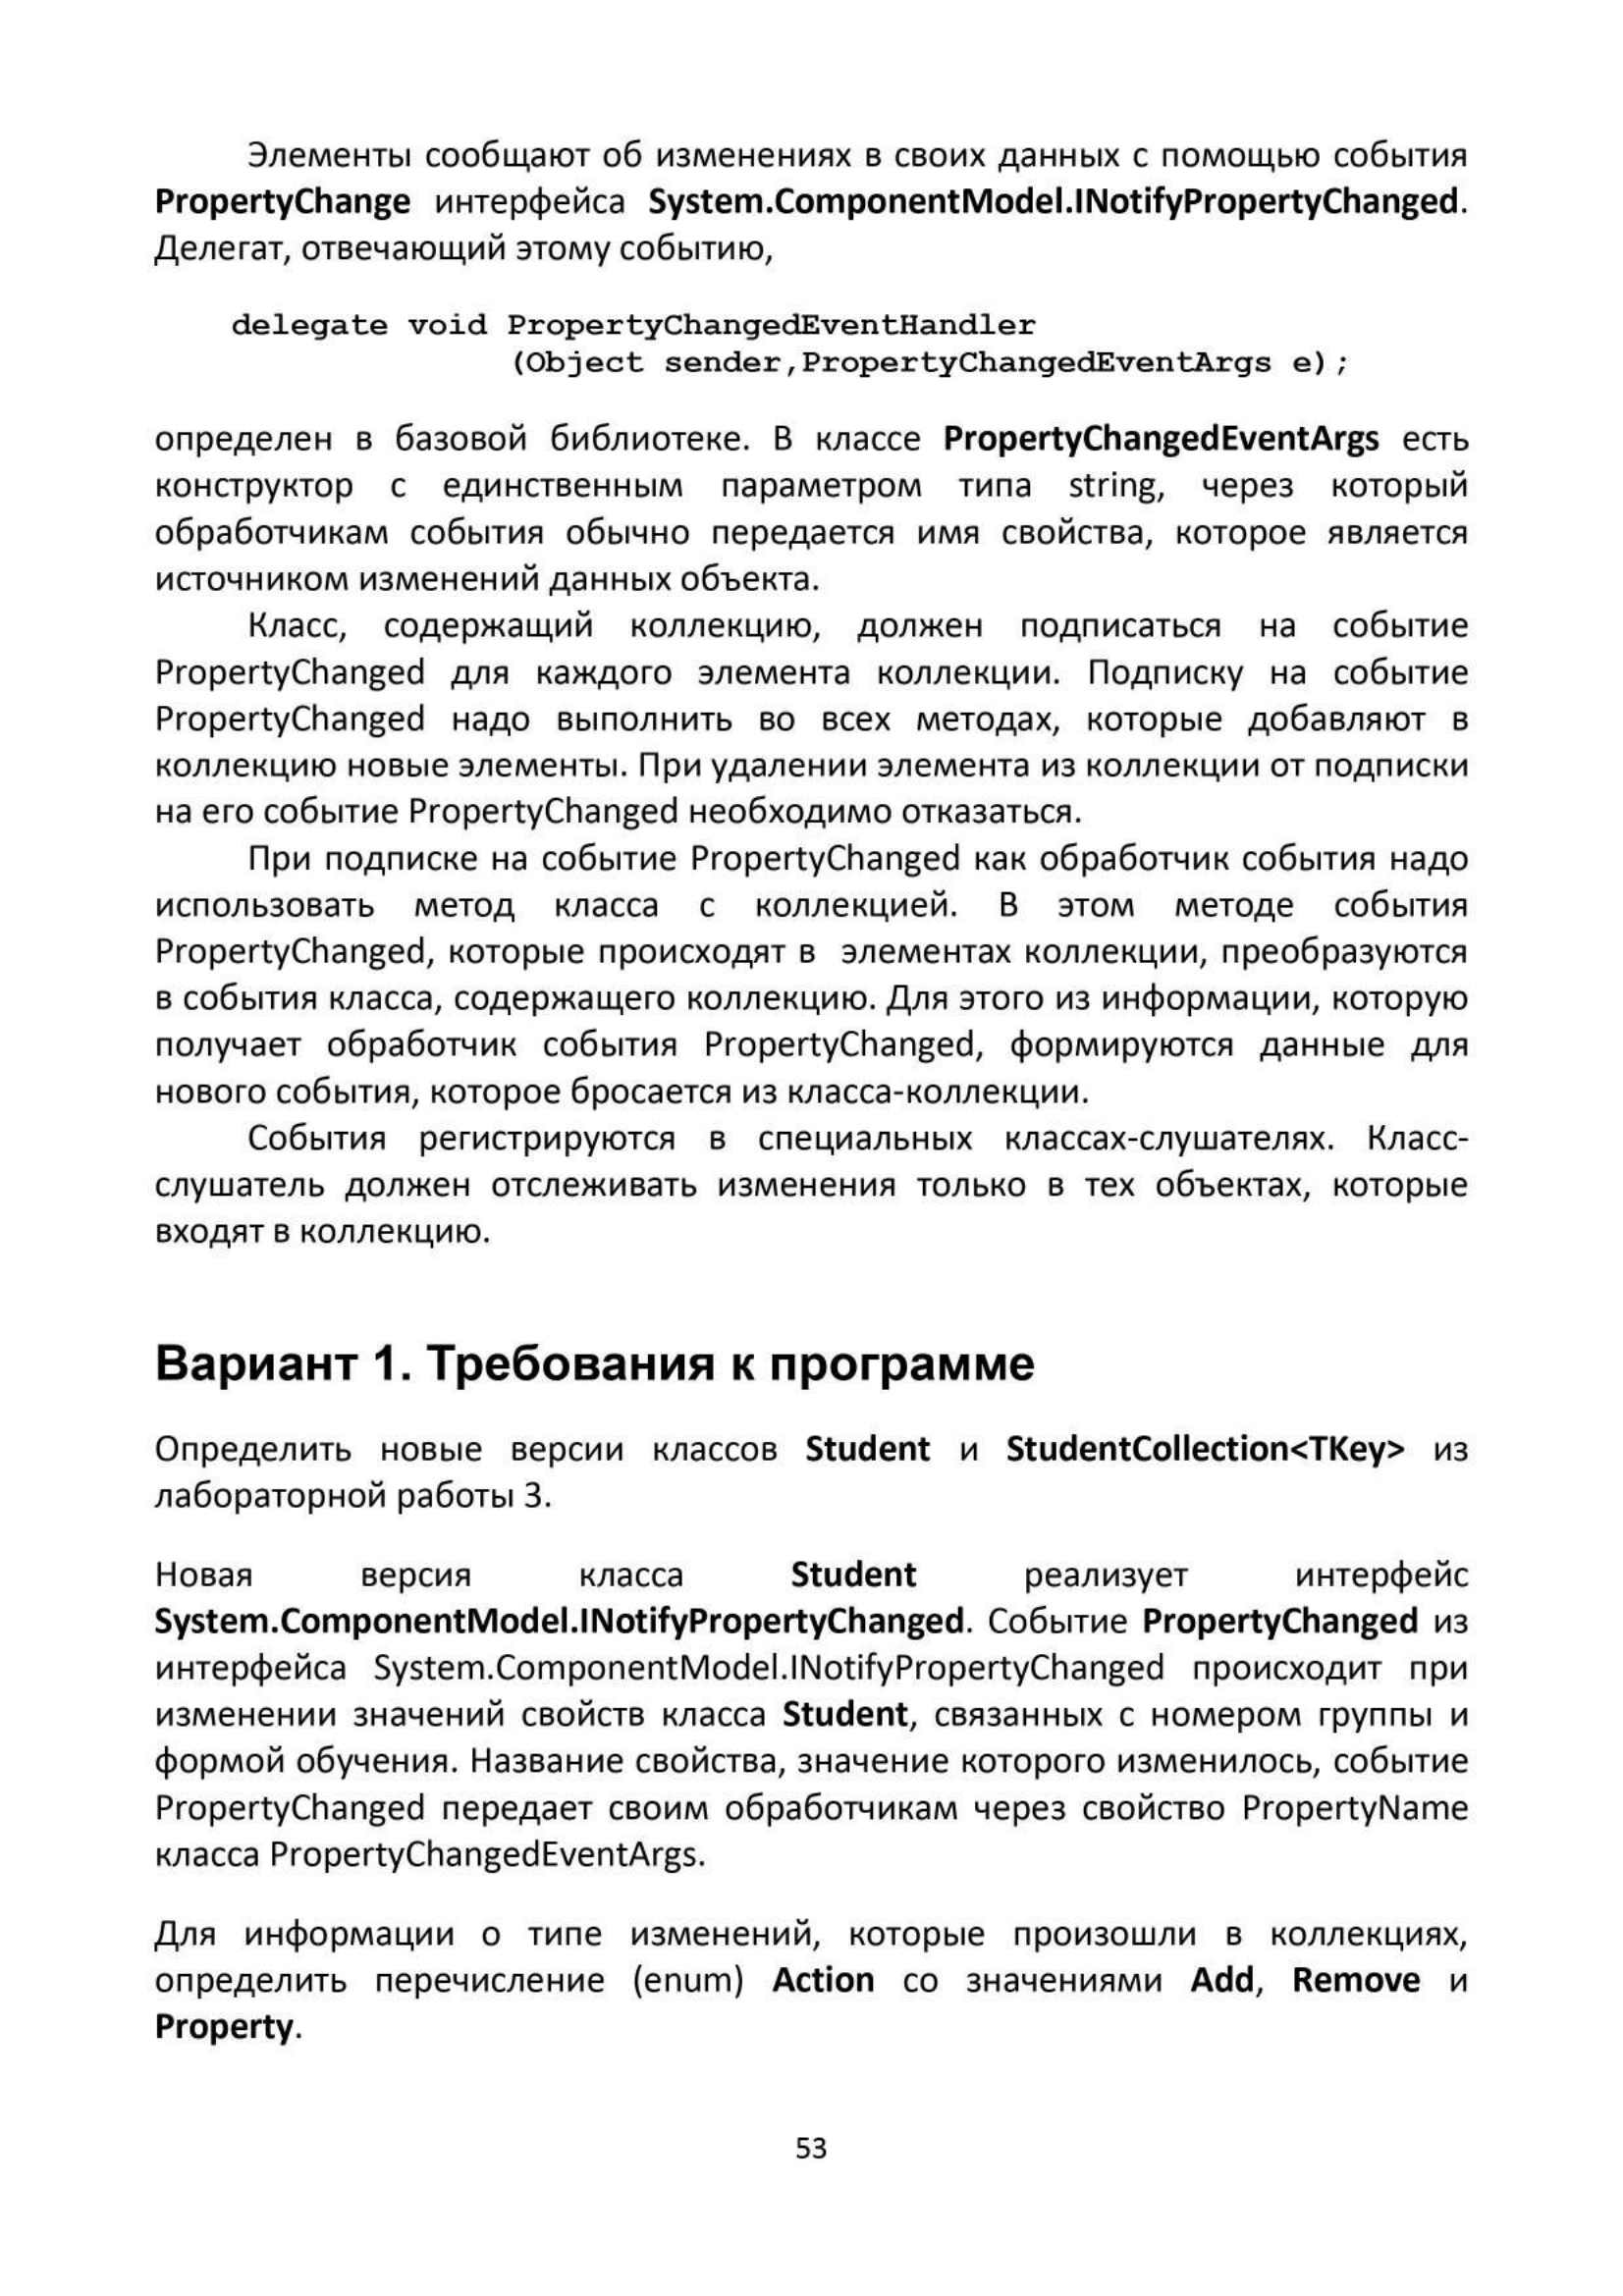 Элементы сообщают об изменениях в своих данных с помощью события
PropertyChange интерфейса System.ComponentModel.INotifyPropertyChanged.
Делегат, отвечающий этому событию,
delegate void PropertyChangedEventHandler
(Object sender,PropertyChangedEventArgs e);
определен в базовой библиотеке. В классе PropertyChangedEventArgs есть
конструктор с единственным параметром типа string, через который
обработчикам события обычно передается имя свойства, которое является
источником изменений данных объекта.
Класс, содержащий коллекцию, должен подписаться на событие
PropertyChanged для каждого элемента коллекции. Подписку на событие
PropertyChanged надо выполнить во всех методах, которые добавляют в
коллекцию новые элементы. При удалении элемента из коллекции от подписки
на его событие PropertyChanged необходимо отказаться.
При подписке на событие PropertyChanged как обработчик события надо
использовать метод класса с коллекцией. В этом методе события
PropertyChanged, которые происходят в элементах коллекции, преобразуются
в события класса, содержащего коллекцию. Для этого из информации, которую
получает обработчик события PropertyChanged, формируются данные для
нового события, которое бросается из класса-коллекции.
События регистрируются в специальных классах-слушателях. Класс-
слушатель должен отслеживать изменения только в тех объектах, которые
входят в коллекцию.
Вариант 1. Требования к программе
Определить новые версии классов Student и StudentCollection<TKey> из
лабораторной работы 3.
Новая версия класса Student реализует интерфейс
System.ComponentModel.INotifyPropertyChanged. Событие PropertyChanged из
интерфейса System.ComponentModel.INotifyPropertyChanged происходит при
изменении значений свойств класса Student, связанных с номером группы и
формой обучения. Название свойства, значение которого изменилось, событие
PropertyChanged передает своим обработчикам через свойство PropertyName
класса PropertyChangedEventArgs.
Для информации о типе изменений, которые произошли в коллекциях,
определить перечисление (enum) Action со значениями Add, Remove и
Property.
53